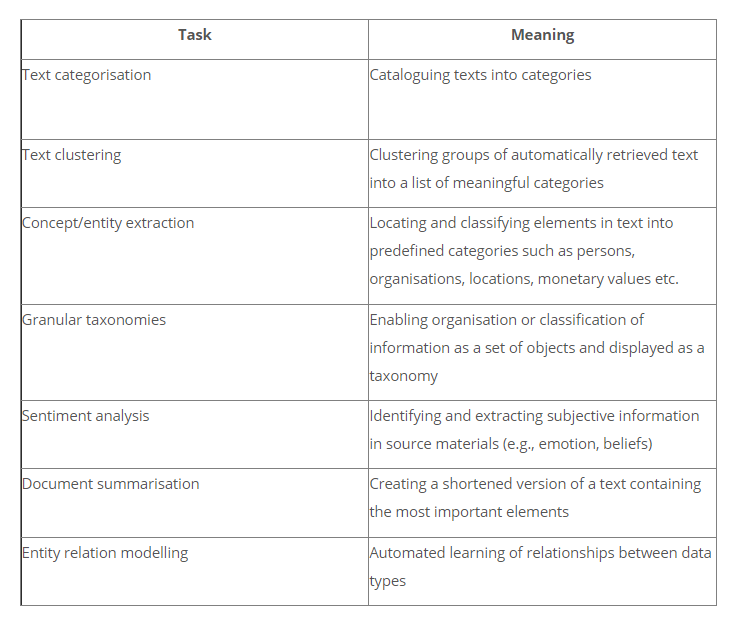 Task Meaning
Text categorisation Cataloguing texts into categories
Text clustering Clustering groups of automatically retrieved text
into a list of meaningful categories
Concept/entity extraction Locating and classifying elements in text into
predefined categories such as persons,
organisations, locations, monetary values etc.
Granular taxonomies Enabling organisation or classification of
information as a set of objects and displayed as a
taxonomy
Sentiment analysis Identifying and extracting subjective information
in source materials (e.g., emotion, beliefs)
Document summarisation Creating a shortened version of a text containing
the most important elements
Entity relation modelling Automated learning of relationships between data
types